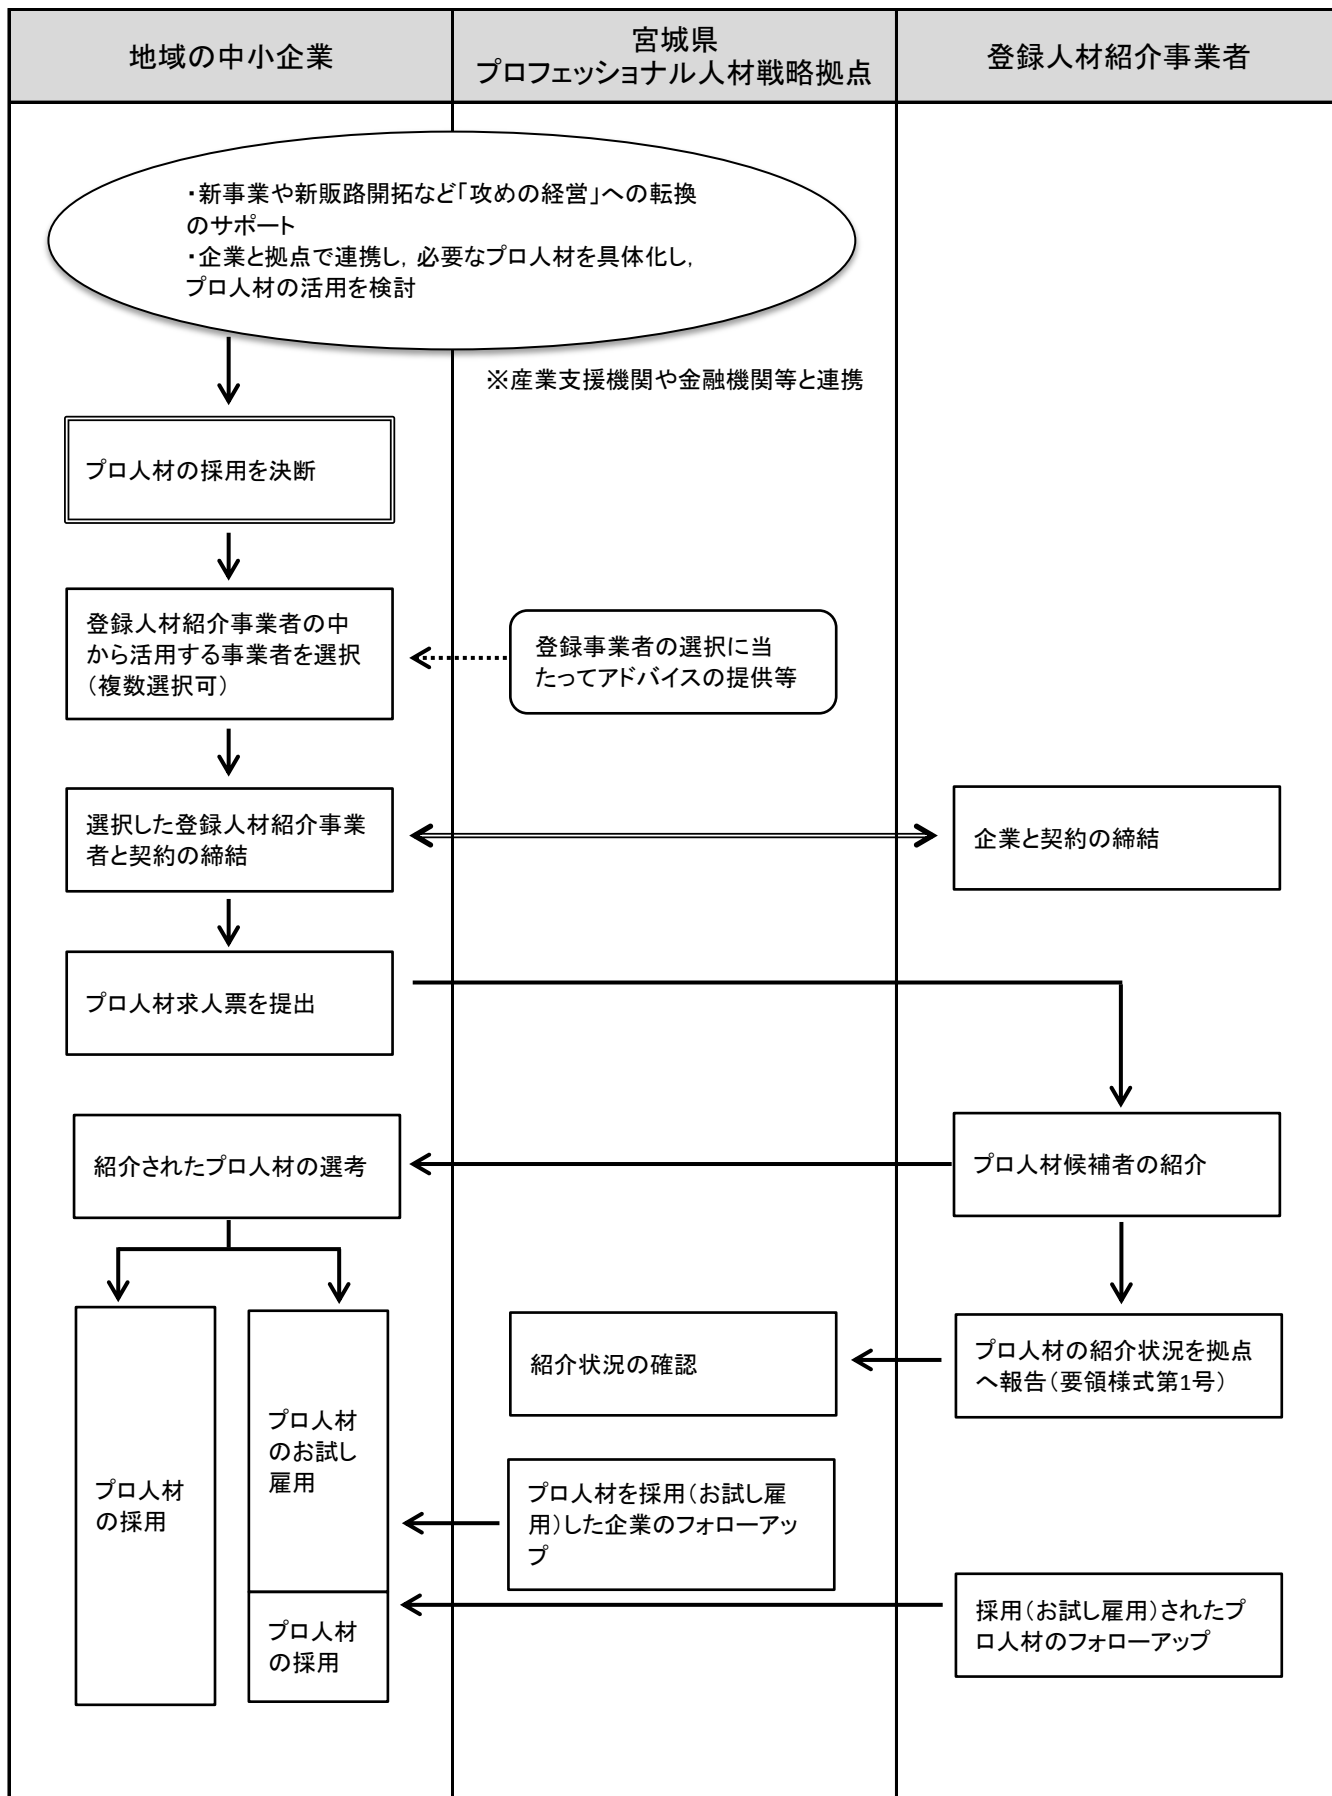 地域の中小企業
宮城県
プロフェッショナル人材戦略拠点
登録人材紹介事業者
・新事業や新販路開拓など「攻めの経営」への転換
のサポート
・企業と拠点で連携し，必要なプロ人材を具体化し，
プロ人材の活用を検討
※産業支援機関や金融機関等と連携
プロ人材の採用を決断
登録人材紹介事業者の中
から活用する事業者を選択
（複数選択可）
登録事業者の選択に当
たってアドバイスの提供等
選択した登録人材紹介事業
者と契約の締結
企業と契約の締結
プロ人材求人票を提出
紹介されたプロ人材の選考
プロ人材候補者の紹介
紹介状況の確認
プロ人材の紹介状況を拠点
へ報告（要領様式第1号）
プロ人材
の採用
プロ人材
のお試し
雇用
プロ人材を採用（お試し雇
用）した企業のフォローアッ
プ
プロ人材
の採用
採用（お試し雇用）されたプ
ロ人材のフォローアップ